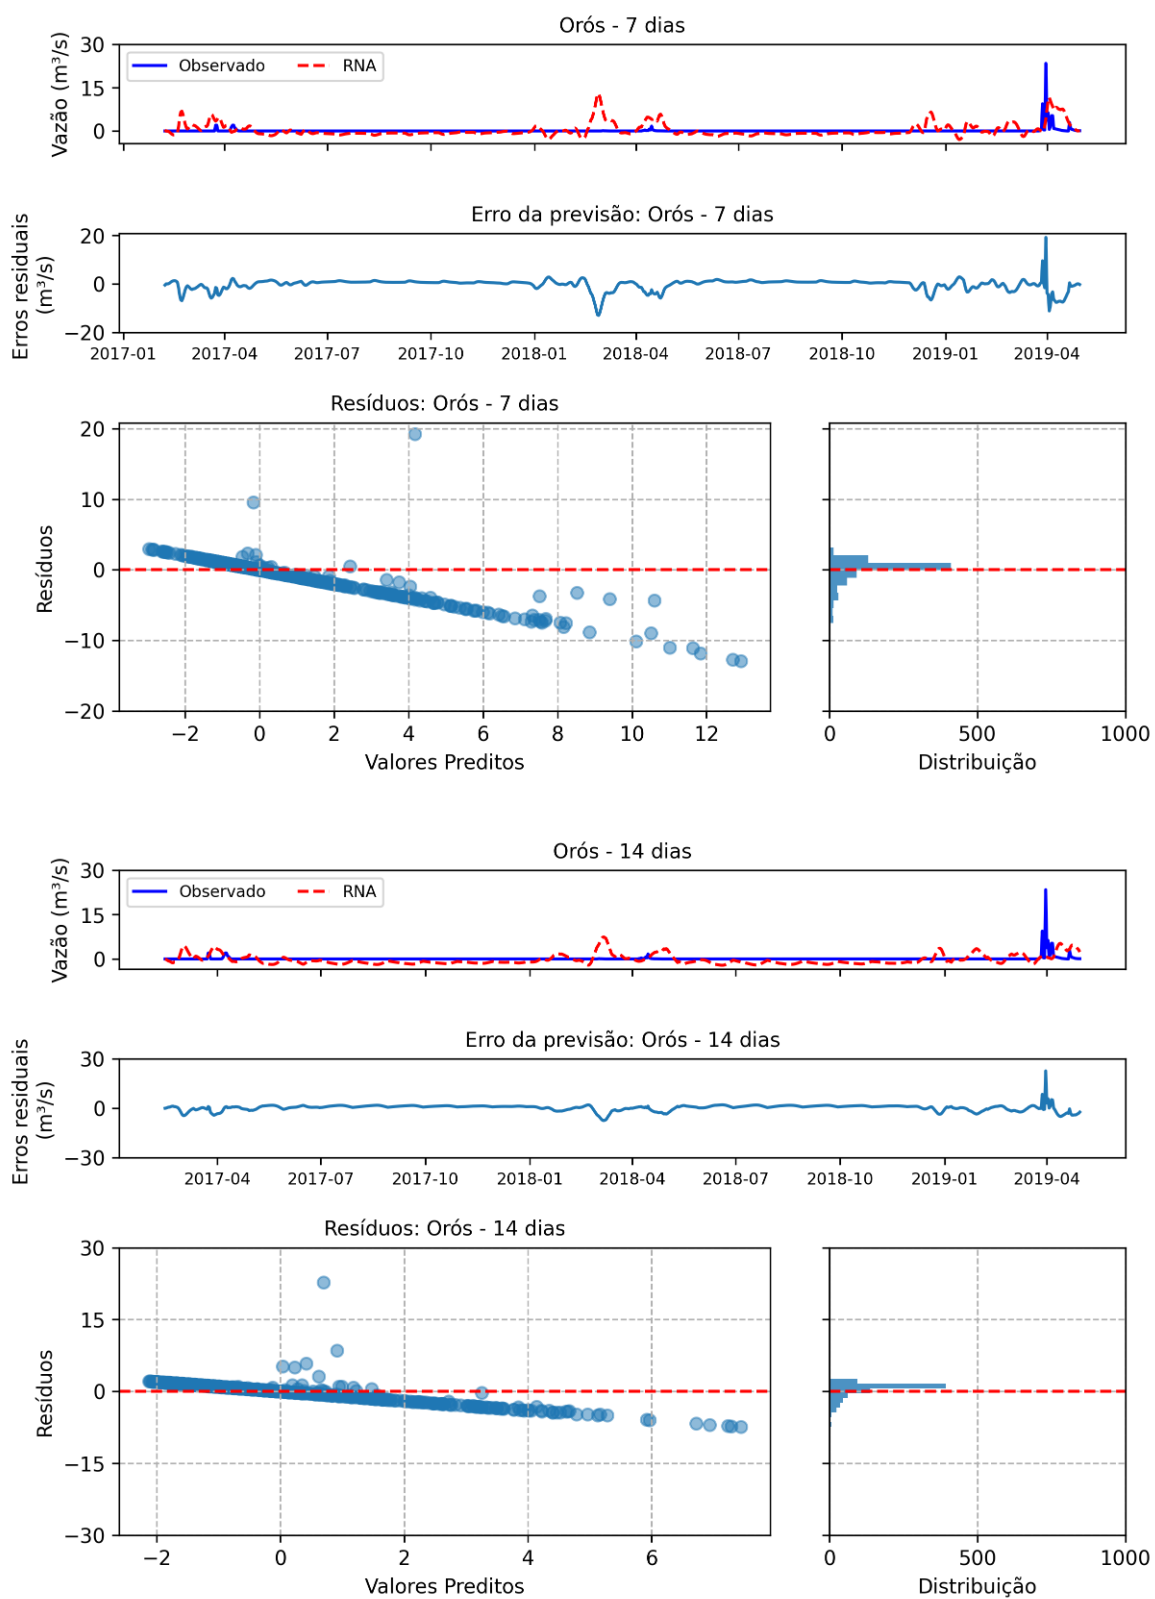 Orós - 7 dias
Vazão (m³/s)
30
15
0
Observado
RNA
Erro da previsão: Orós - 7 dias
Erros residuais
(m³/s)
20
0
−20
2017-01 2017-04 2017-07 2017-10 2018-01 2018-04 2018-07 2018-10 2019-01 2019-04
Resíduos: Orós - 7 dias
Resíduos
20
10
0
−10
−20
−2 0 2 4 6 8 10 12
Valores Preditos
0 500 1000
Distribuição
Orós - 14 dias
Vazão (m³/s)
30
15
0
Observado
RNA
Erro da previsão: Orós - 14 dias
Erros residuais
(m³/s)
30
0
−30
2017-04 2017-07 2017-10 2018-01 2018-04 2018-07 2018-10 2019-01 2019-04
Resíduos: Orós - 14 dias
Resíduos
30
15
0
−15
−30
−2 0 2 4 6
Valores Preditos
0 500 1000
Distribuição